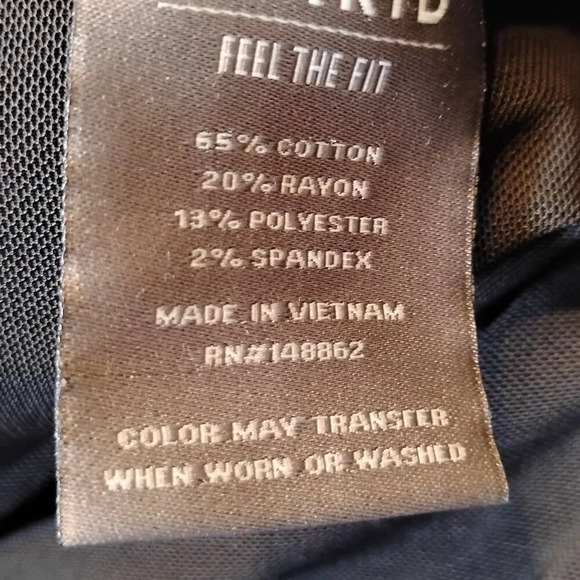 FEEL THE FIT
65% COTTON
20% RAYON
13% POLYESTER
2% SPANDEX
MADE IN VIETNAM
RN#148862
COLOR MAY TRANSFER
WHEN WORN OR WASHED